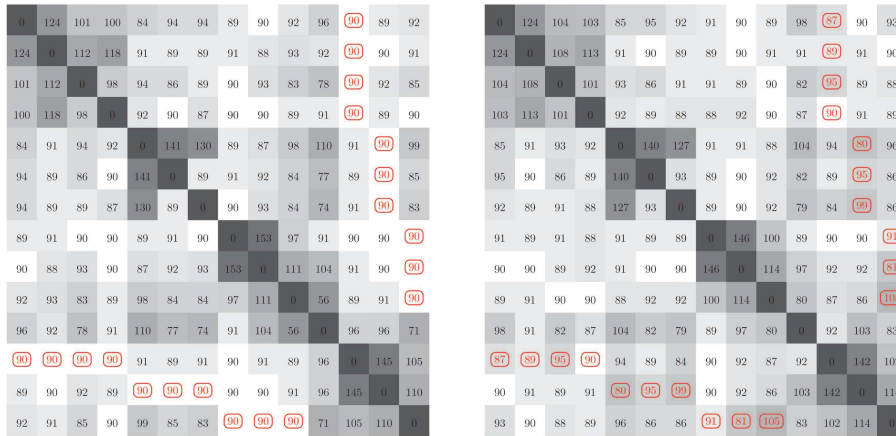 0 124 101 100 84 94 94 89 90 92 96 90 89 92
124 0 112 118 91 89 89 91 88 93 92 90 90 91
101 112 0 98 94 86 89 90 93 83 78 90 92 85
100 118 98 0 92 90 87 90 90 89 91 90 89 90
84 91 94 92 0 141 130 89 87 98 110 91 90 99
94 89 86 90 141 0 89 91 92 84 77 89 90 85
94 89 89 87 130 89 0 90 93 84 74 91 90 83
89 91 90 90 89 91 90 0 153 97 91 90 90 90
90 88 93 90 87 92 93 153 0 111 104 91 90 90
92 93 83 89 98 84 84 97 111 0 56 89 91 90
96 92 78 91 110 77 74 91 104 56 0 96 96 71
90 90 90 90 91 89 91 90 91 89 96 0 145 105
89 90 92 89 90 90 90 90 90 91 96 145 0 110
92 91 85 90 99 85 83 90 90 90 71 105 110 0
0 124 104 103 85 95 92 91 90 89 98 87 90 93
124 0 108 113 91 90 89 89 90 91 91 89 91
104 108 0 101 93 86 91 91 89 90 82 95 89 88
103 113 101 0 92 89 88 88 92 90 87 90 91 89
85 91 93 92 0 140 127 91 91 88 104 94 80 96
95 90 86 89 140 0 93 89 90 92 82 89 95 86
92 89 91 88 127 93 0 89 90 92 79 84 99 86
91 89 91 88 91 89 89 0 146 100 89 90 90 91
90 90 89 92 91 90 90 146 0 114 97 92 92 81
89 91 90 90 88 92 92 100 114 0 80 87 86
98 91 82 87 104 82 79 89 97 80 0 92 103 83
87 89 95 90 94 89 84 90 92 87 92 0 142
90 91 89 91 80 95 99 90 92 86 103 142 0
93 90 88 89 96 86 86 91 81 105 83 102 114 0